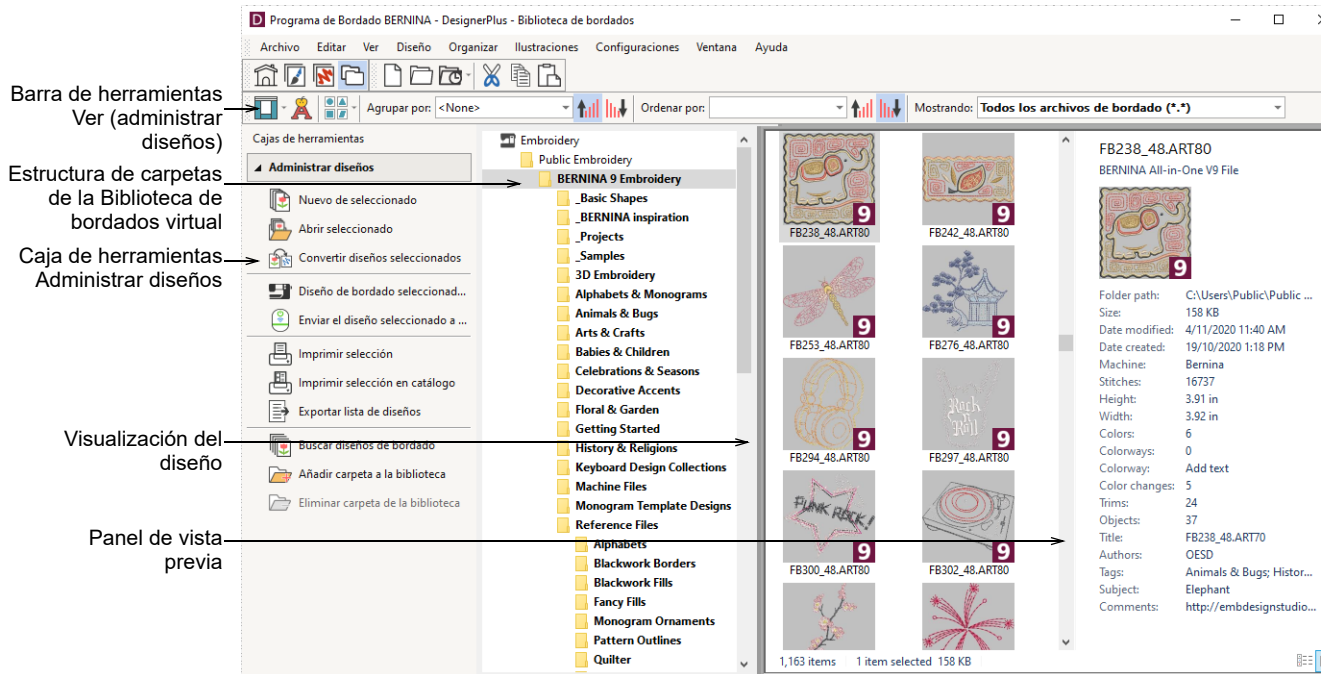 D Programa de Bordado BERNINA - DesignerPlus - Biblioteca de bordados
Archivo Editar Ver Diseño Organizar Ilustraciones Configuraciones Ventana Ayuda
Agrupar por: <None> Ordenar por: Mostrando: Todos los archivos de bordado (*.*)
Barra de herramientas
Ver (administrar
diseños)
Estructura de carpetas
de la Biblioteca de
bordados virtual
Caja de herramientas
Administrar diseños
Visualización del
diseño
Panel de vista
previa
Cajas de herramientas
Administrar diseños
Nuevo de seleccionado
Abrir seleccionado
Convertir diseños seleccionados
Diseño de bordado seleccionad...
Enviar el diseño seleccionado a ...
Imprimir selección
Imprimir selección en catálogo
Exportar lista de diseños
Buscar diseños de bordado
Añadir carpeta a la biblioteca
Eliminar carpeta de la biblioteca
Embroidery
Public Embroidery
BERNINA 9 Embroidery
_Basic Shapes
_BERNINA inspiration
_Projects
_Samples
3D Embroidery
Alphabets & Monograms
Animals & Bugs
Arts & Crafts
Babies & Children
Celebrations & Seasons
Decorative Accents
Floral & Garden
Getting Started
History & Religions
Keyboard Design Collections
Machine Files
Monogram Template Designs
Reference Files
Alphabets
Blackwork Borders
Blackwork Fills
Fancy Fills
Monogram Ornaments
Pattern Outlines
Quilter
9 9
FB238_48.ART80 FB242_48.ART80
9 9
FB253_48.ART80 FB276_48.ART80
Rock
n
Roll
9 9
FB294_48.ART80 FB297_48.ART80
PUNK ROCK!
9 9
FB300_48.ART80 FB302_48.ART80
1,163 items 1 item selected 158 KB
FB238_48.ART80
BERNINA All-in-One V9 File
9
Folder path: C:\Users\Public\Public ...
Size: 158 KB
Date modified: 4/11/2020 11:40 AM
Date created: 19/10/2020 1:18 PM
Machine: Bernina
Stitches: 16737
Height: 3.91 in
Width: 3.92 in
Colors: 6
Colorways: 0
Colorway: Add text
Color changes: 5
Trims: 24
Objects: 37
Title: FB238_48.ART70
Authors: OESD
Tags: Animals & Bugs; Histor...
Subject: Elephant
Comments: http://embdesignstudio...